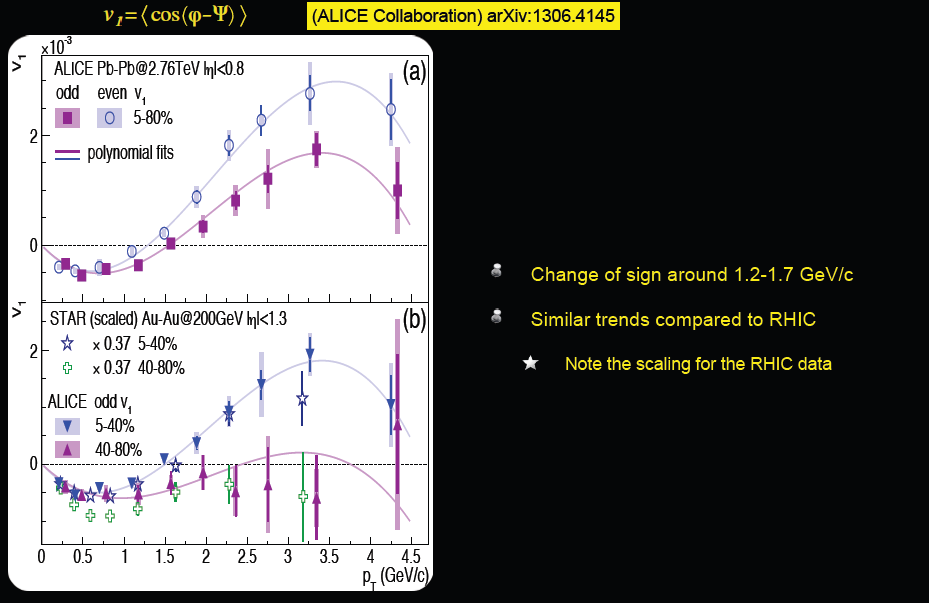 v1=⟨cos(φ−Ψ)⟩
(ALICE Collaboration) arXiv:1306.4145
×10-3
v1
ALICE Pb-Pb@2.76TeV |η|<0.8
(a)
odd even v1
5-80%
polynomial fits
2
0
v1
STAR (scaled) Au-Au@200GeV |η|<1.3
(b)
× 0.37 5-40%
× 0.37 40-80%
ALICE odd v1
5-40%
40-80%
2
0
0 0.5 1 1.5 2 2.5 3 3.5 4 4.5
pT (GeV/c)
Change of sign around 1.2-1.7 GeV/c
Similar trends compared to RHIC
Note the scaling for the RHIC data